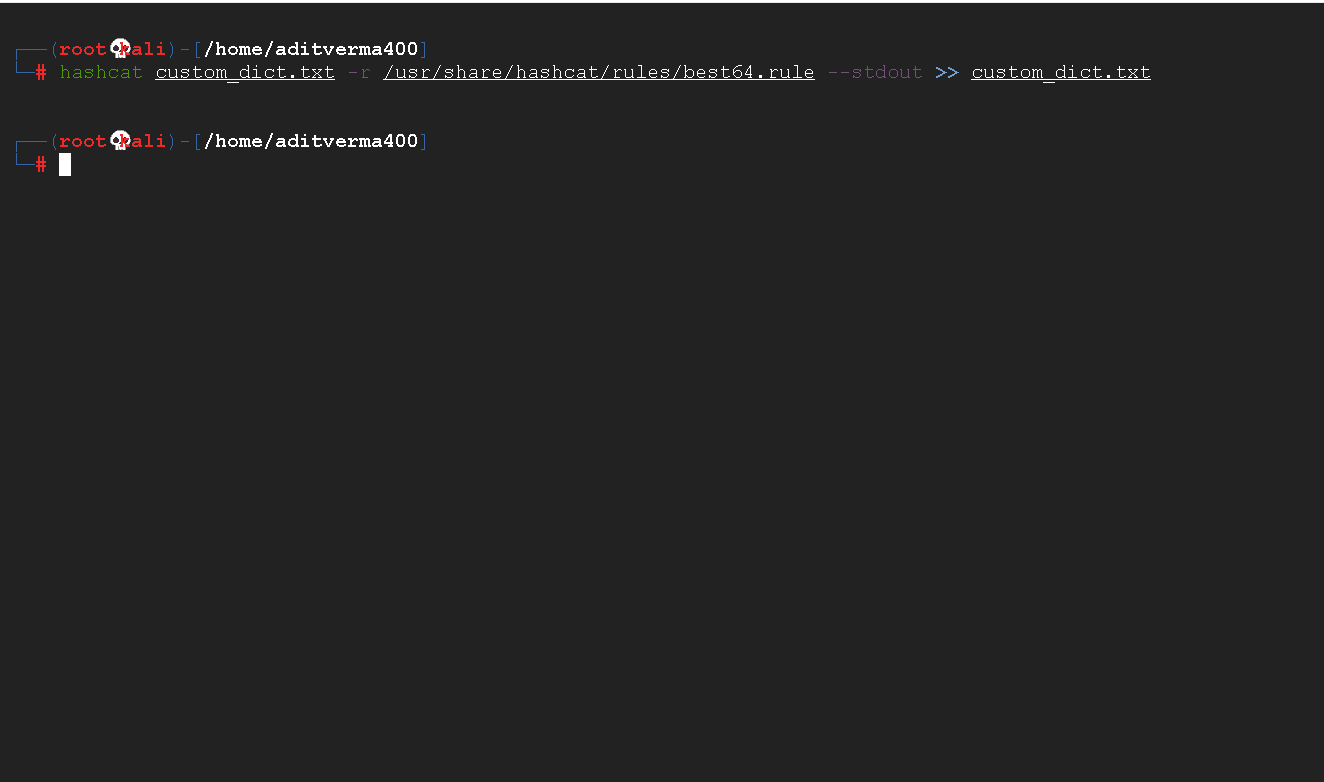 ┌──(root💀kali)-[/home/aditverma400]
└─# hashcat custom_dict.txt -r /usr/share/hashcat/rules/best64.rule --stdout >> custom_dict.txt
┌──(root💀kali)-[/home/aditverma400]
└─#